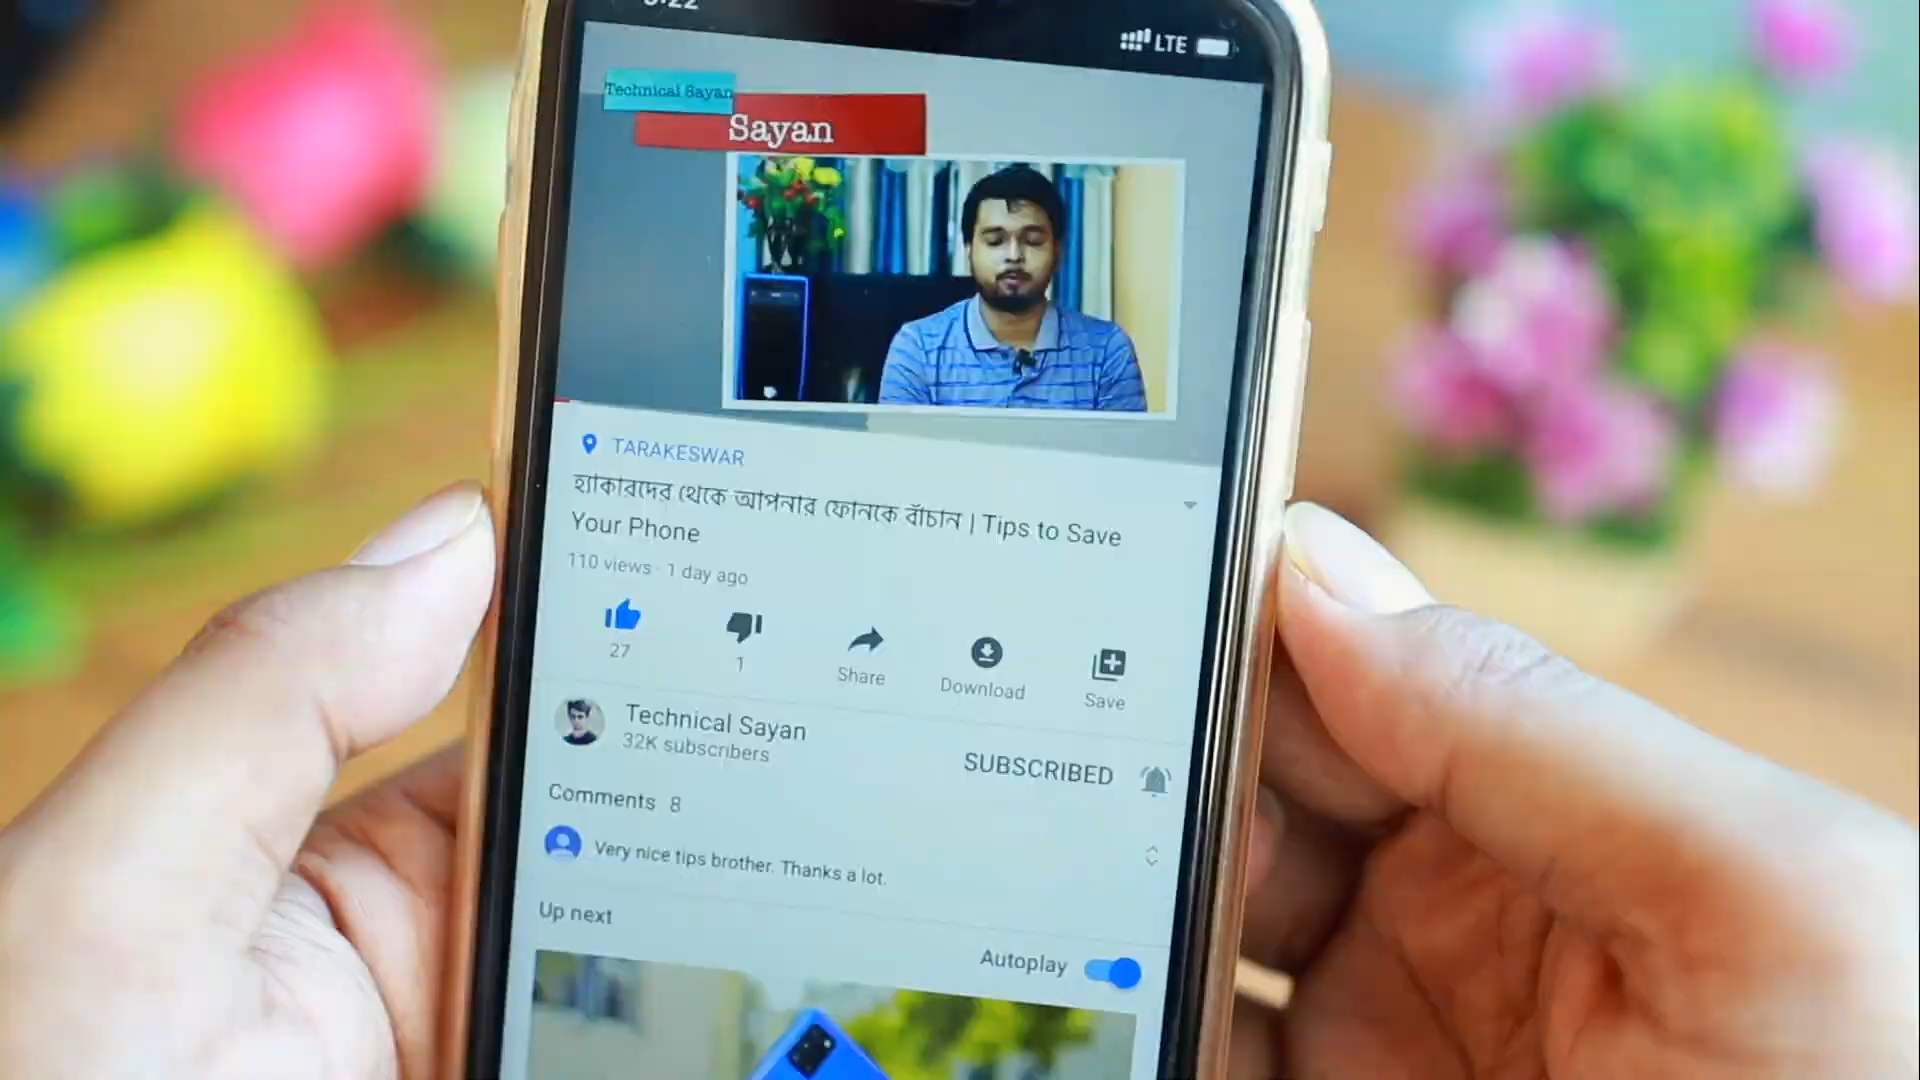 LTE
Technical Sayan
Sayan
TARAKESWAR
হ্যাকারদের থেকে আপনার ফোনকে বাঁচান | Tips to Save
Your Phone
110 views · 1 day ago
27
1
Share
Download
Save
Technical Sayan
32K subscribers
SUBSCRIBED
Comments 8
Very nice tips brother. Thanks a lot.
Up next
Autoplay